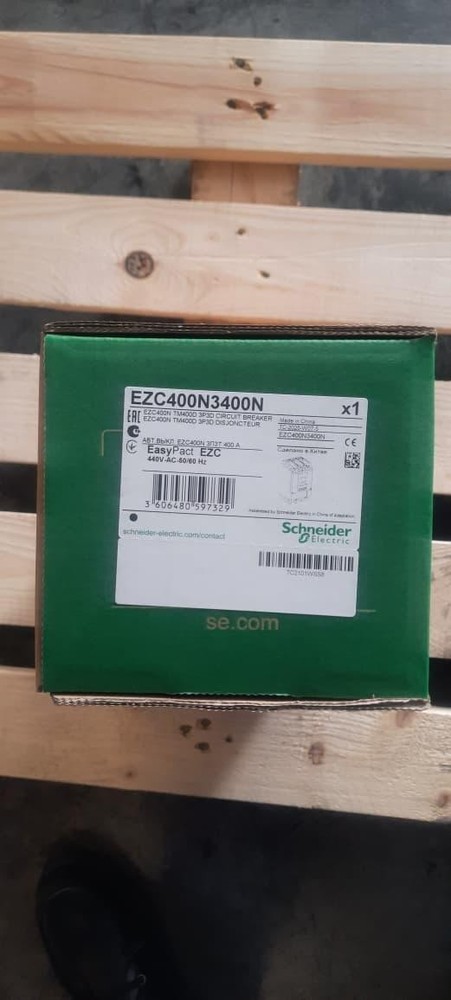 EZC400N3400N x1
EZC400N TM400D 3P3D CIRCUIT BREAKER
EZC400N TM400D 3P3D DISJONCTEUR
Made in China
EZC400N3400N
АВТ.ВЫКЛ. EZC400N 3П3Т 400 А
Сделано в Китае
EasyPact EZC
440V-AC-50/60 Hz
3 606480 597329
schneider-electric.com/contact
Schneider
Electric
se.com